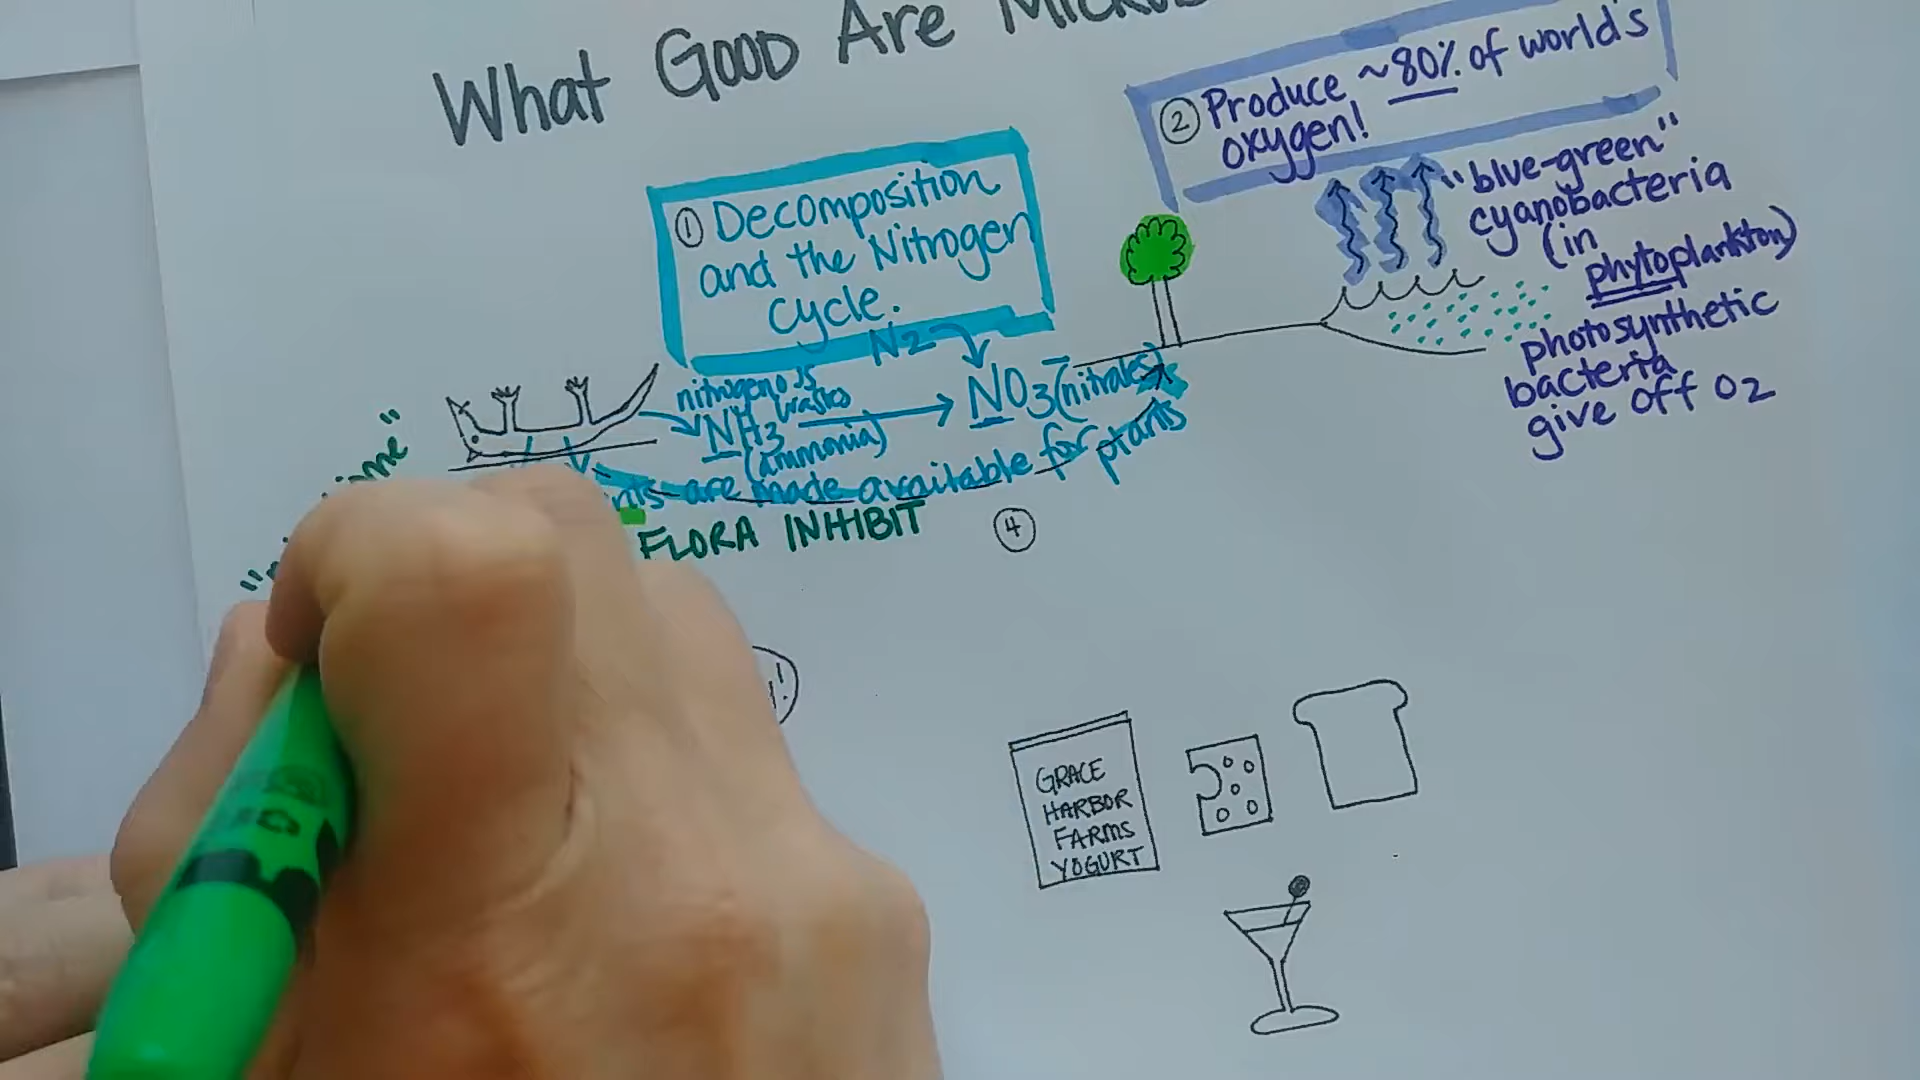 What Good Are
① Decomposition
and the Nitrogen
cycle.
② Produce ~80% of world's
oxygen!
"blue-green"
cyanobacteria
(in
phytoplankton)
photosynthetic
bacteria
give off O2
N2
nitrogenous
wastes
NH3
(ammonia)
NO3- (nitrates)
are made available for plants
FLORA INHIBIT
④
GRACE
HARBOR
FARMS
YOGURT